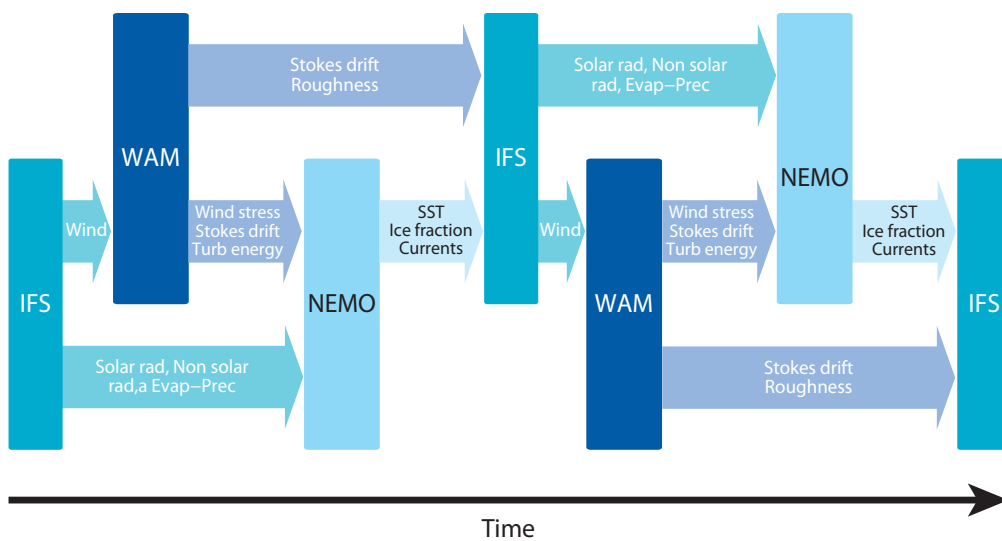 Stokes drift
Roughness
Solar rad, Non solar
rad, Evap–Prec
WAM
IFS
NEMO
Wind
Wind stress
Stokes drift
Turb energy
SST
Ice fraction
Currents
Wind
Wind stress
Stokes drift
Turb energy
SST
Ice fraction
Currents
IFS
NEMO
WAM
IFS
Solar rad, Non solar
rad,a Evap–Prec
Stokes drift
Roughness
Time